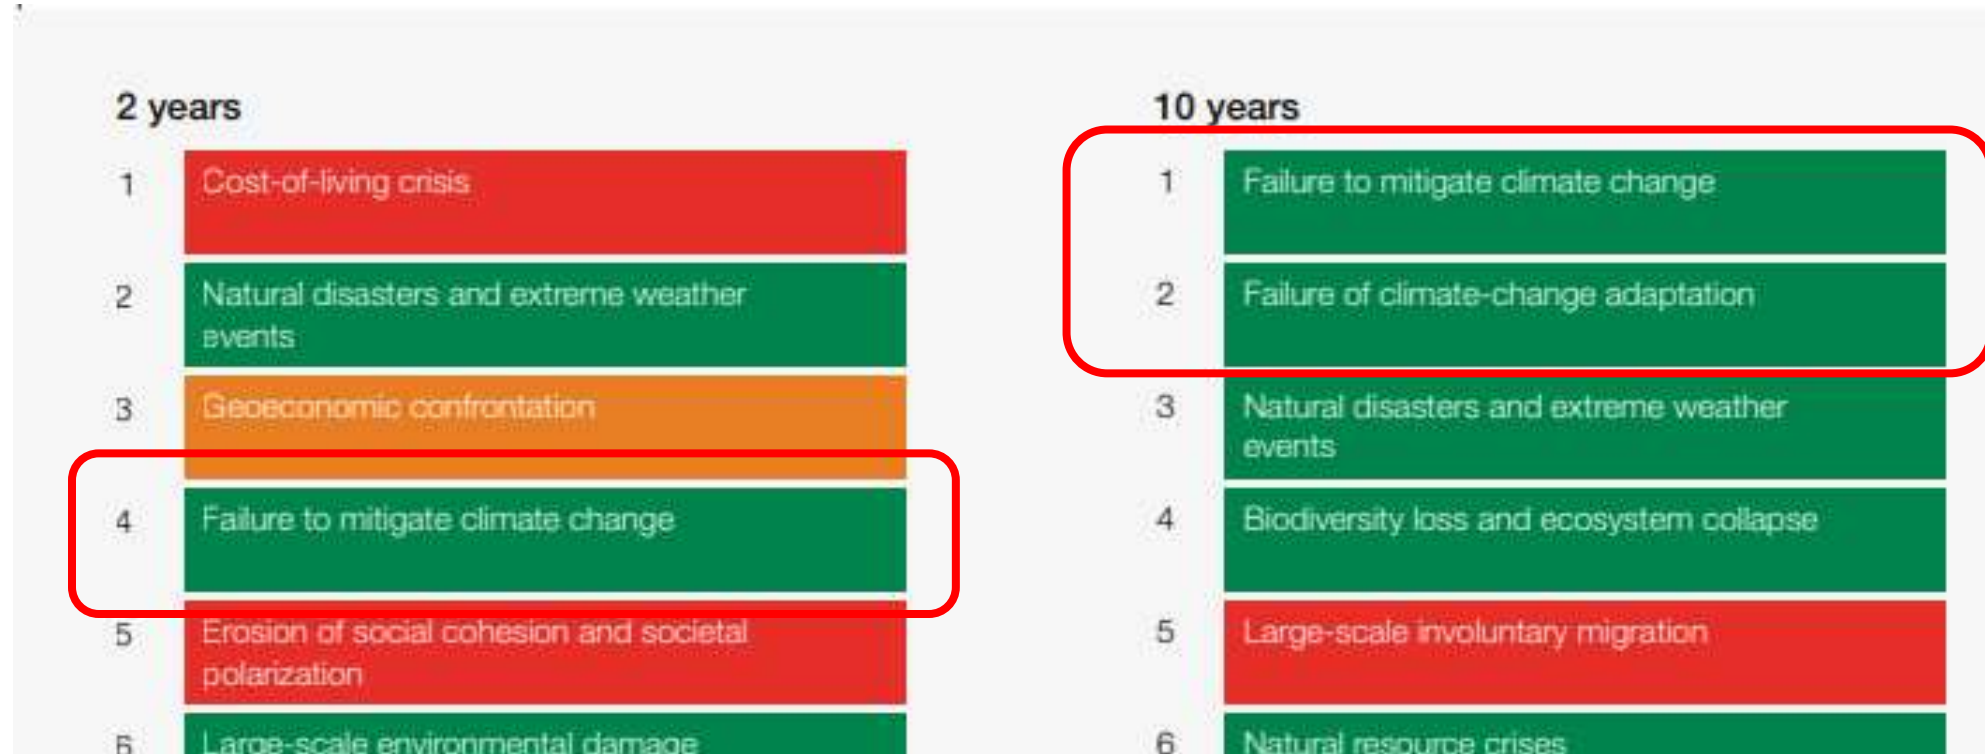 2 years
1 Cost-of-living crisis
2 Natural disasters and extreme weather
events
3 Geoeconomic confrontation
4 Failure to mitigate climate change
5 Erosion of social cohesion and societal
polarization
6 Large-scale environmental damage
10 years
1 Failure to mitigate climate change
2 Failure of climate-change adaptation
3 Natural disasters and extreme weather
events
4 Biodiversity loss and ecosystem collapse
5 Large-scale involuntary migration
6 Natural resource crises